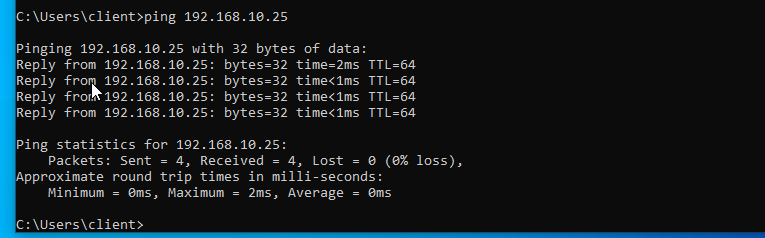 C:\Users\client>ping 192.168.10.25
Pinging 192.168.10.25 with 32 bytes of data:
Reply from 192.168.10.25: bytes=32 time=2ms TTL=64
Reply from 192.168.10.25: bytes=32 time<1ms TTL=64
Reply from 192.168.10.25: bytes=32 time<1ms TTL=64
Reply from 192.168.10.25: bytes=32 time<1ms TTL=64
Ping statistics for 192.168.10.25:
    Packets: Sent = 4, Received = 4, Lost = 0 (0% loss),
Approximate round trip times in milli-seconds:
    Minimum = 0ms, Maximum = 2ms, Average = 0ms
C:\Users\client>